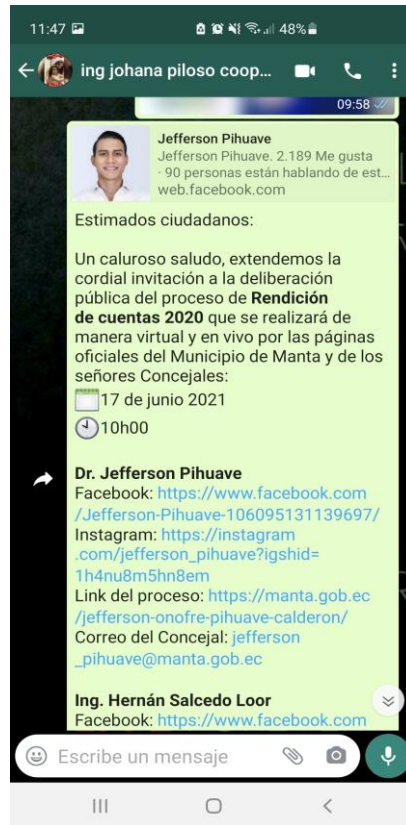 11:47 48%
ing johana piloso coop...
09:58
Jefferson Pihuave
Jefferson Pihuave. 2.189 Me gusta
· 90 personas están hablando de est...
web.facebook.com
Estimados ciudadanos:
Un caluroso saludo, extendemos la
cordial invitación a la deliberación
pública del proceso de Rendición
de cuentas 2020 que se realizará de
manera virtual y en vivo por las páginas
oficiales del Municipio de Manta y de los
señores Concejales:
17 de junio 2021
10h00
Dr. Jefferson Pihuave
Facebook: https://www.facebook.com
/Jefferson-Pihuave-106095131139697/
Instagram: https://instagram
.com/jefferson_pihuave?igshid=
1h4nu8m5hn8em
Link del proceso: https://manta.gob.ec
/jefferson-onofre-pihuave-calderon/
Correo del Concejal: jefferson
_pihuave@manta.gob.ec
Ing. Hernán Salcedo Loor
Facebook: https://www.facebook.com
Escribe un mensaje